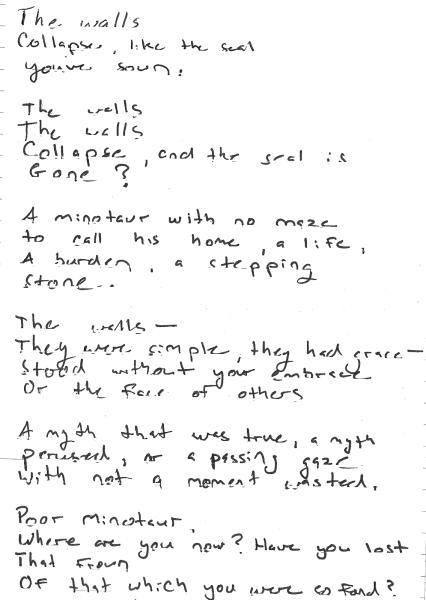 The walls
Collapse, like the seal
you've sown.
The walls
The walls
Collapse, and the seal is
Gone?
A minotaur with no maze
to call his home, a life,
A burden, a stepping
stone..
The walls —
They were simple, they had grace —
Stood without your embrace
Or the face of others
A myth that was true, a myth
perused, or a passing gaze
With not a moment wasted.
Poor Minotaur,
Where are you now? Have you lost
That Frown
Of that which you were so fond?